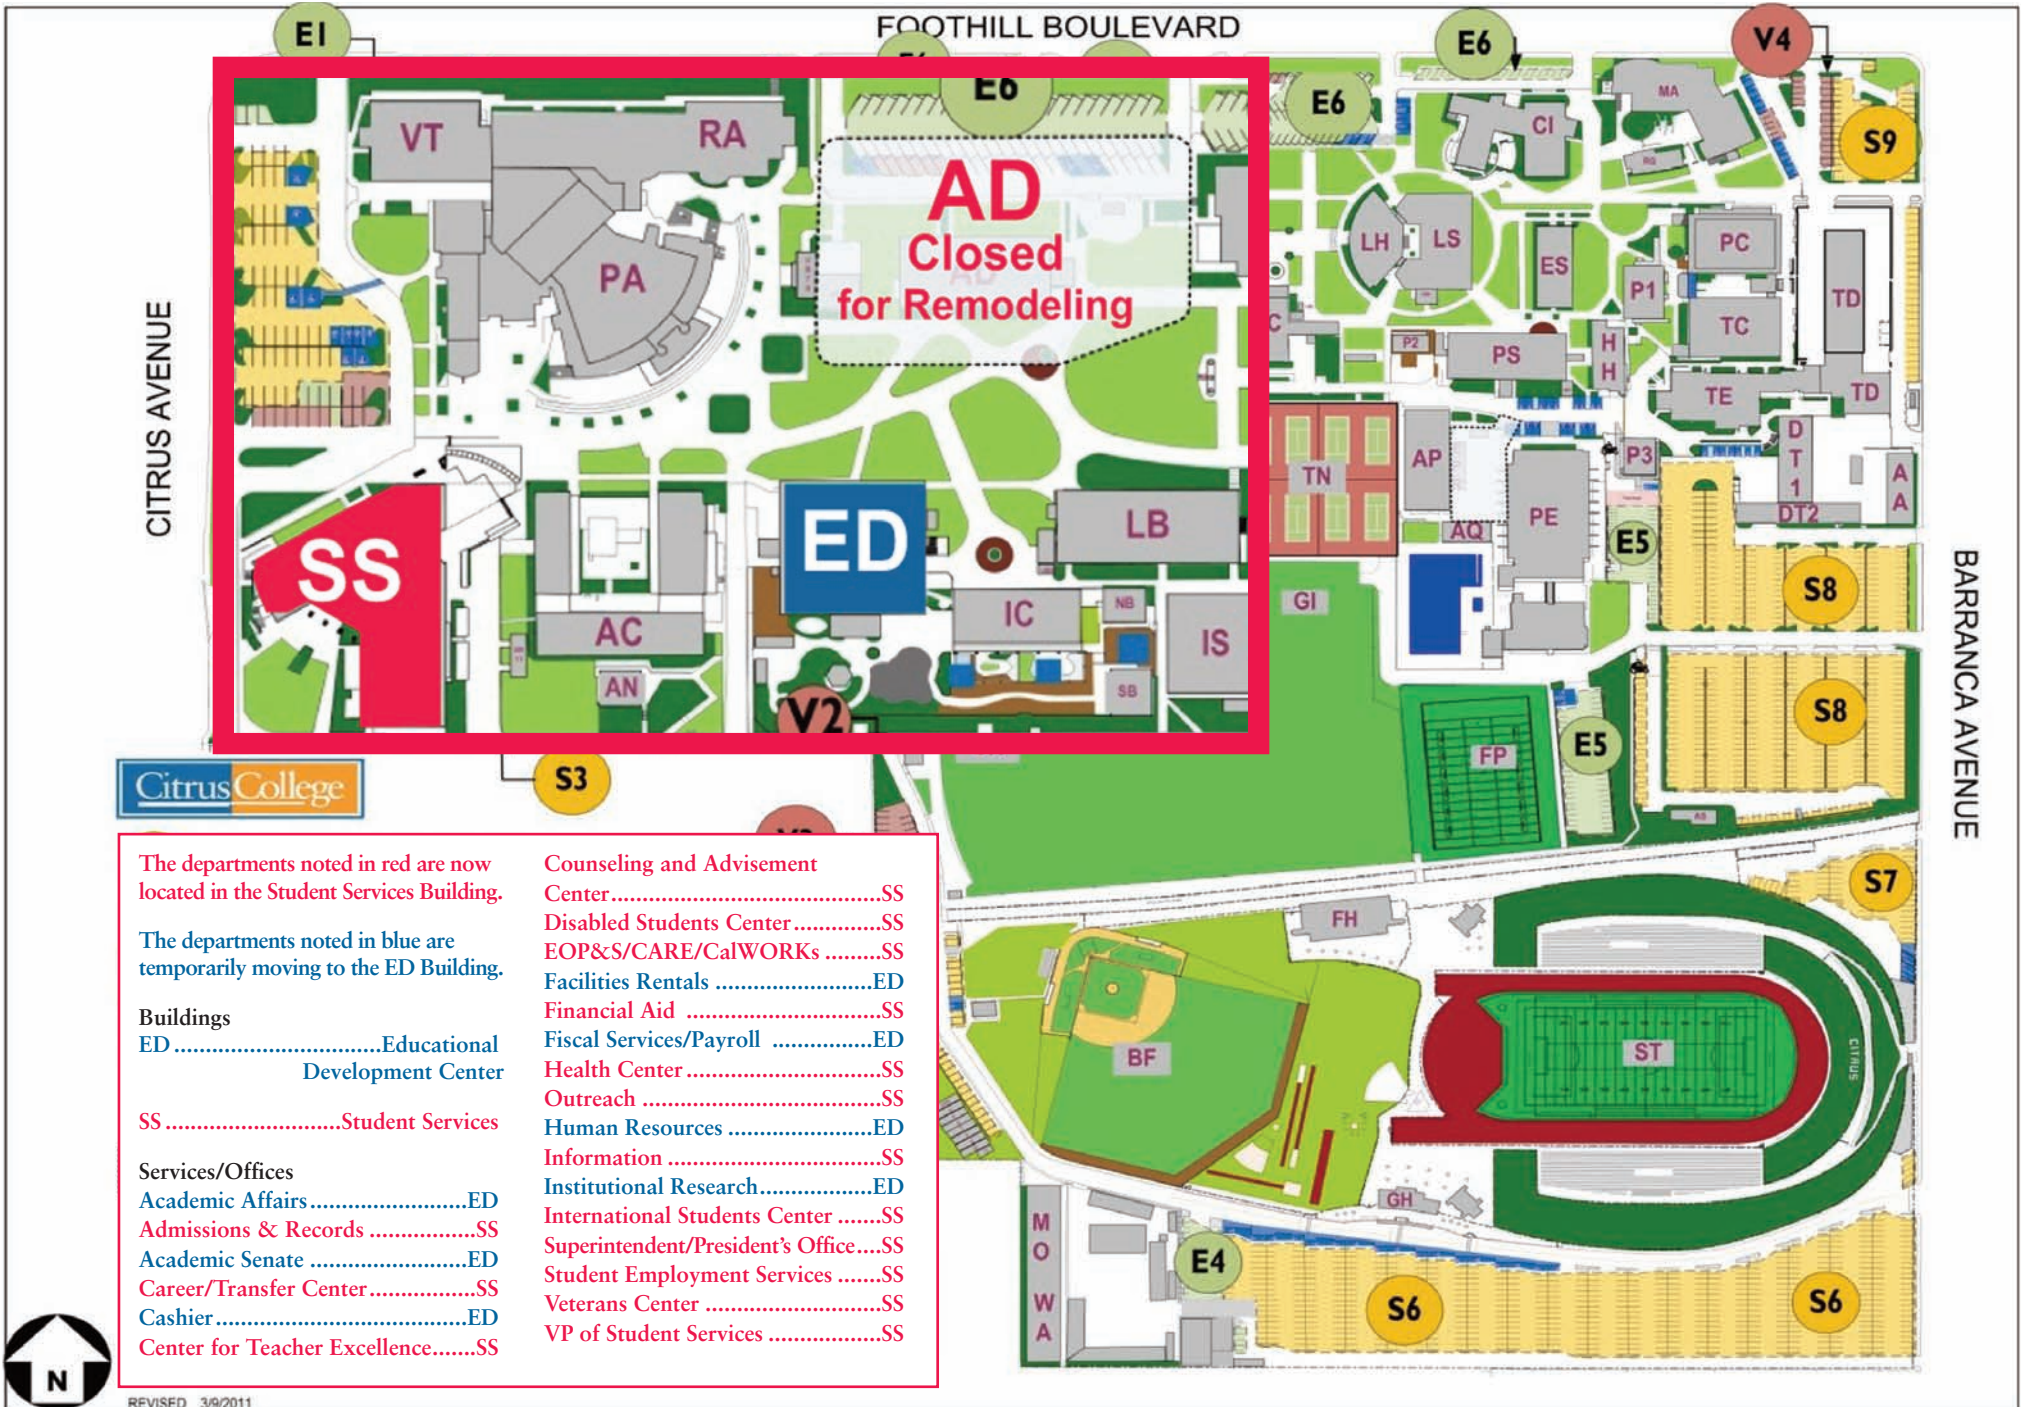 FOOTHILL BOULEVARD
E1
E6
E6
E6
V4
S9
VT
RA
MA
CI
RG
AD
Closed
for Remodeling
PA
LH
LS
ES
PC
P1
TC
TD
P2
PS
H
H
TE
TD
CITRUS AVENUE
TN
AP
P3
D
T
1
DT2
A
A
SS
ED
LB
AQ
PE
E5
S8
AC
IC
NB
IS
GI
AN
SB
V2
BARRANCA AVENUE
S8
FP
E5
S3
Citrus College
S7
FH
BF
ST
CITRUS
GH
E4
M
O
W
A
S6
S6
The departments noted in red are now
located in the Student Services Building.
The departments noted in blue are
temporarily moving to the ED Building.
Buildings
ED ................................Educational
Development Center
SS ...........................Student Services
Services/Offices
Academic Affairs ........................ED
Admissions & Records .................SS
Academic Senate ........................ED
Career/Transfer Center .................SS
Cashier .......................................ED
Center for Teacher Excellence.......SS
Counseling and Advisement
Center ..........................................SS
Disabled Students Center ..............SS
EOP&S/CARE/CalWORKs .........SS
Facilities Rentals ........................ED
Financial Aid ..............................SS
Fiscal Services/Payroll ................ED
Health Center ..............................SS
Outreach .....................................SS
Human Resources ......................ED
Information .................................SS
Institutional Research..................ED
International Students Center .......SS
Superintendent/President's Office....SS
Student Employment Services .......SS
Veterans Center ...........................SS
VP of Student Services .................SS
N
REVISED 3/9/2011